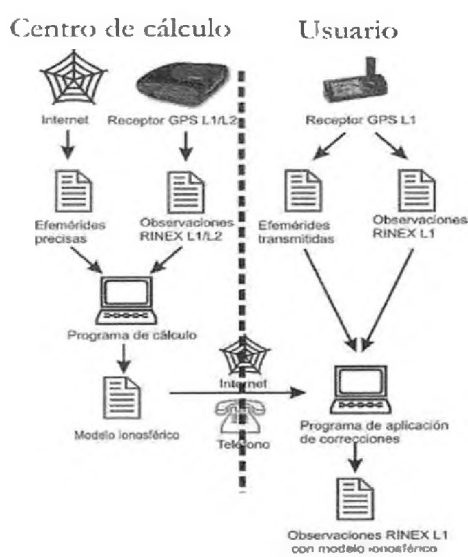 Centro de cálculo
Usuario
Internet
Receptor GPS L1/L2
Receptor GPS L1
Efemérides
precisas
Observaciones
RINEX L1/L2
Efemérides
transmitidas
Observaciones
RINEX L1
Programa de cálculo
Internet
Modelo ionosférico
Teléfono
Programa de aplicación
de correcciones
Observaciones RINEX L1
con modelo ionosférico